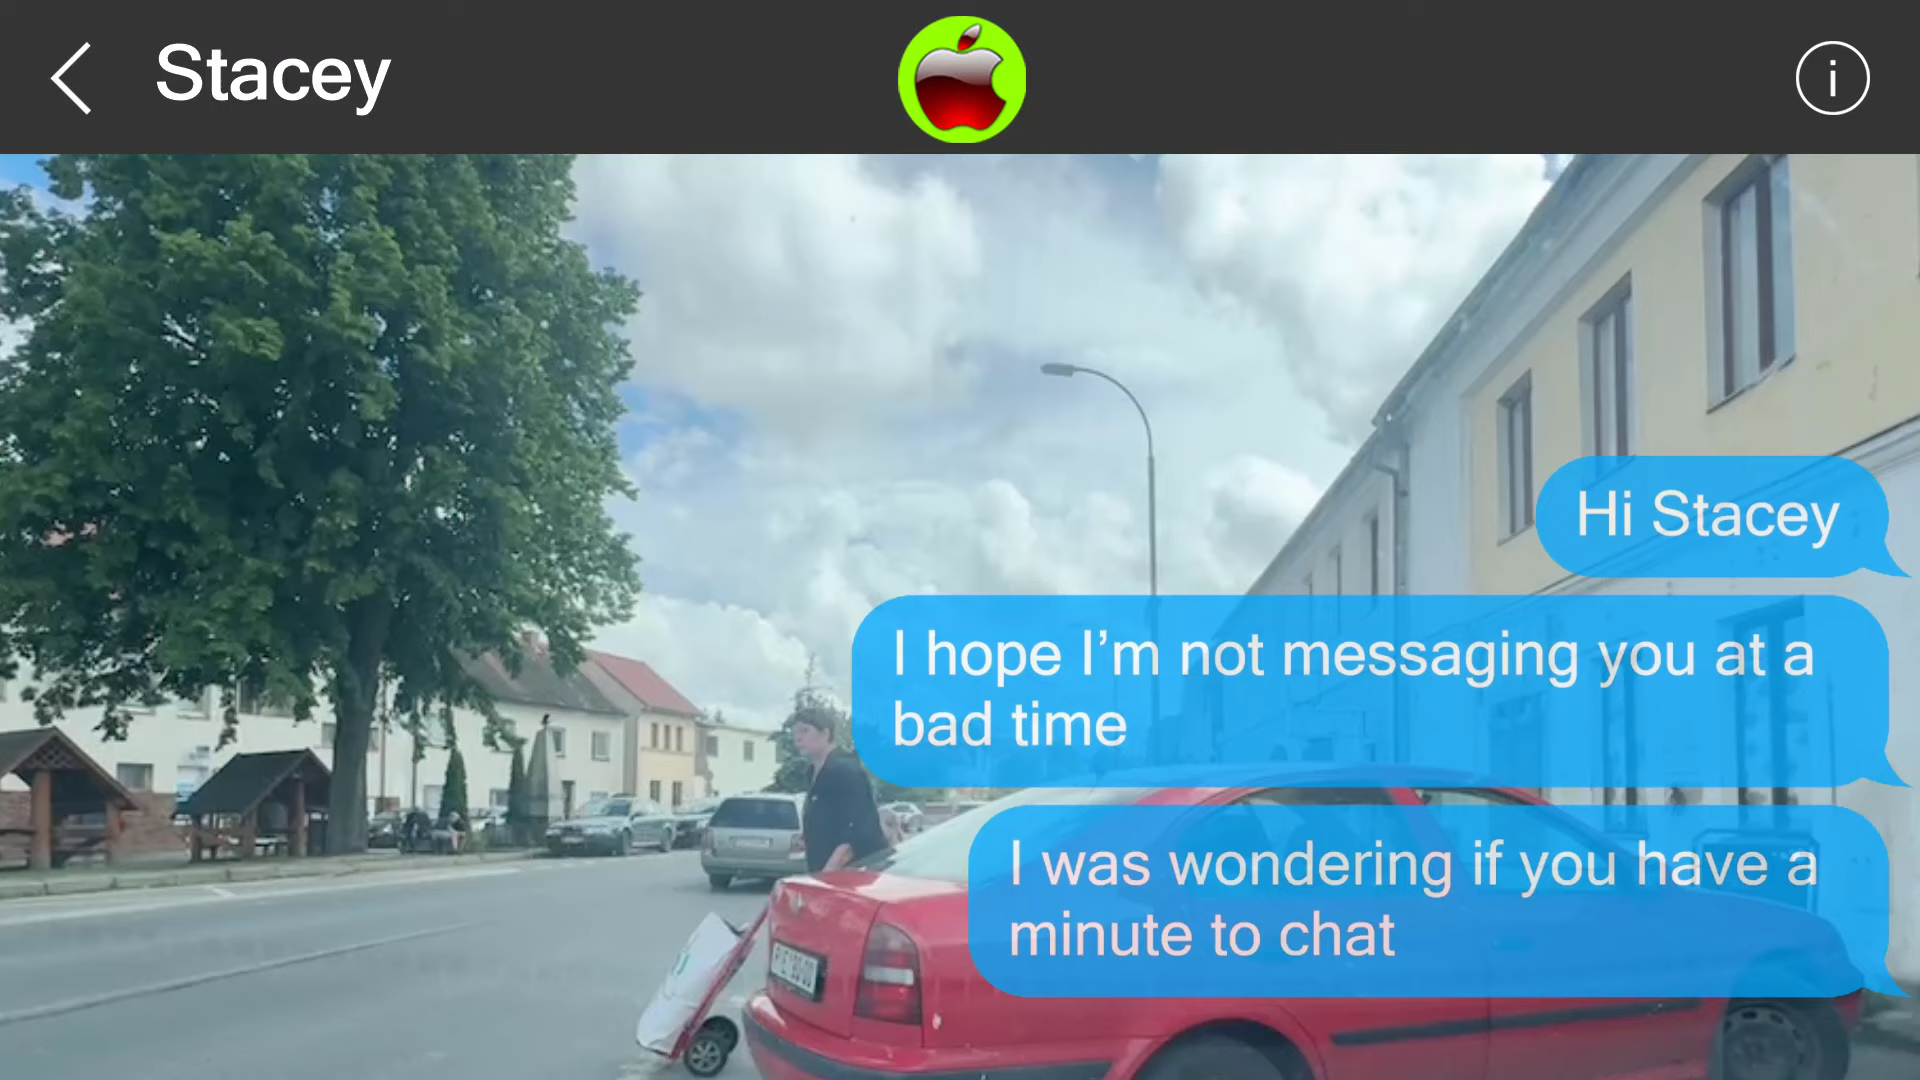 Stacey
Hi Stacey
I hope I’m not messaging you at a
bad time
I was wondering if you have a
minute to chat